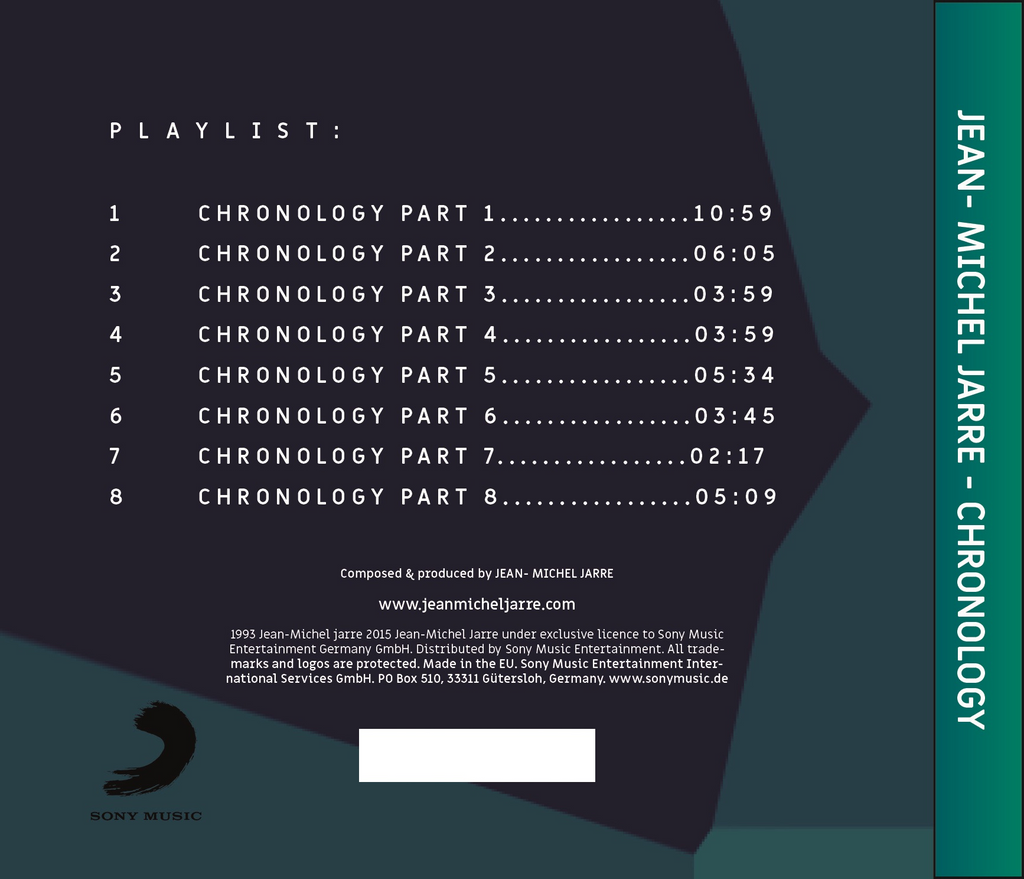 PLAYLIST:
1 CHRONOLOGY PART 1.................10:59
2 CHRONOLOGY PART 2.................06:05
3 CHRONOLOGY PART 3.................03:59
4 CHRONOLOGY PART 4.................03:59
5 CHRONOLOGY PART 5.................05:34
6 CHRONOLOGY PART 6.................03:45
7 CHRONOLOGY PART 7.................02:17
8 CHRONOLOGY PART 8.................05:09
Composed & produced by JEAN- MICHEL JARRE
www.jeanmicheljarre.com
1993 Jean-Michel jarre 2015 Jean-Michel Jarre under exclusive licence to Sony Music
Entertainment Germany GmbH. Distributed by Sony Music Entertainment. All trade-
marks and logos are protected. Made in the EU. Sony Music Entertainment Inter-
national Services GmbH. PO Box 510, 33311 Gütersloh, Germany. www.sonymusic.de
SONY MUSIC
JEAN- MICHEL JARRE - CHRONOLOGY